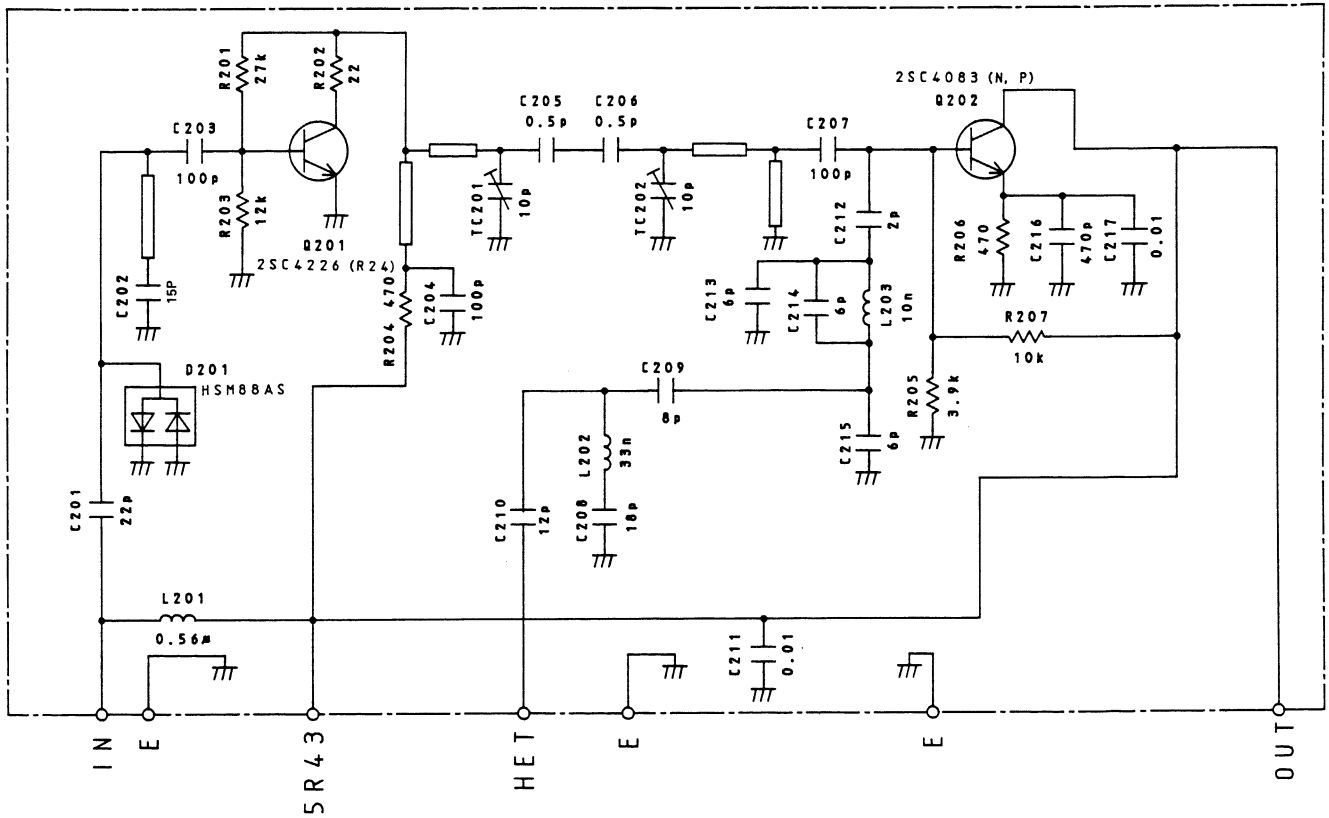 R201
27k
R202
22
C203
100p
R203
12k
Q201
2SC4226 (R24)
C202
15P
D201
HSM88AS
C201
22p
L201
0.56μ
R204
470
C204
100p
C205
0.5p
C206
0.5p
TC201
10p
TC202
10p
C207
100p
2SC4083 (N, P)
Q202
C212
2p
C213
6p
C214
6p
L203
10n
R206
470
C216
470p
C217
0.01
R207
10k
R205
3.9k
C209
8p
C215
6p
L202
33n
C210
12p
C208
18p
C211
0.01
IN
E
5R43
HET
E
E
OUT